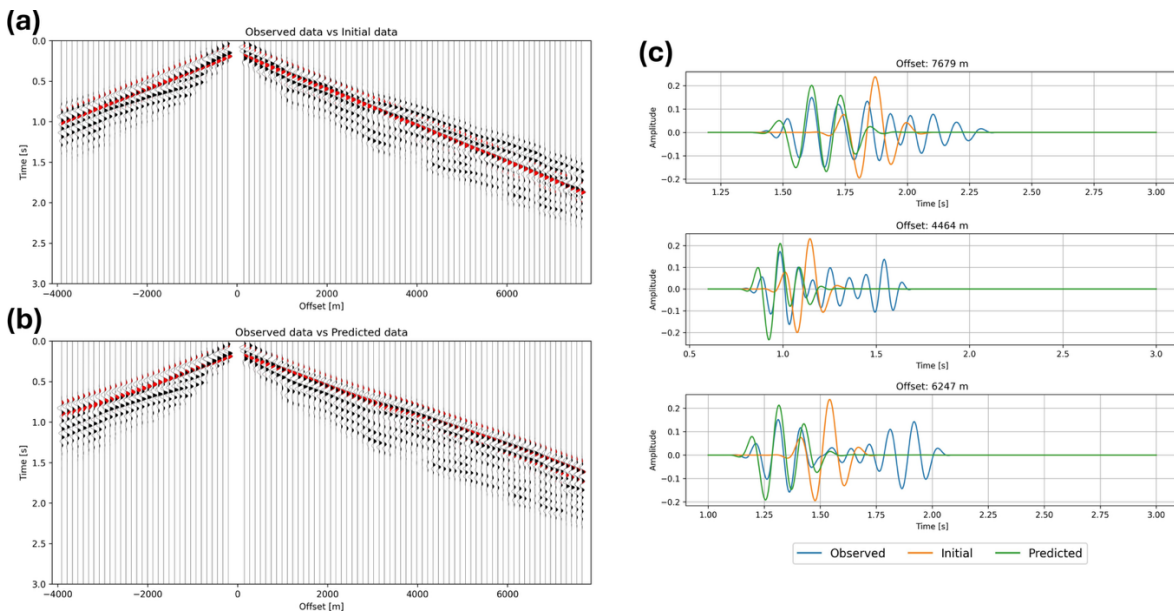 (a)
Observed data vs Initial data
0.0
0.5
1.0
1.5
2.0
2.5
3.0
Time [s]
−4000 −2000 0 2000 4000 6000
Offset [m]
(b)
Observed data vs Predicted data
0.0
0.5
1.0
1.5
2.0
2.5
3.0
Time [s]
−4000 −2000 0 2000 4000 6000
Offset [m]
(c)
Offset: 7679 m
0.2
0.1
0.0
−0.1
−0.2
Amplitude
1.25 1.50 1.75 2.00 2.25 2.50 2.75 3.00
Time [s]
Offset: 4464 m
0.2
0.1
0.0
−0.1
−0.2
Amplitude
0.5 1.0 1.5 2.0 2.5 3.0
Time [s]
Offset: 6247 m
0.2
0.1
0.0
−0.1
−0.2
Amplitude
1.00 1.25 1.50 1.75 2.00 2.25 2.50 2.75 3.00
Time [s]
Observed Initial Predicted